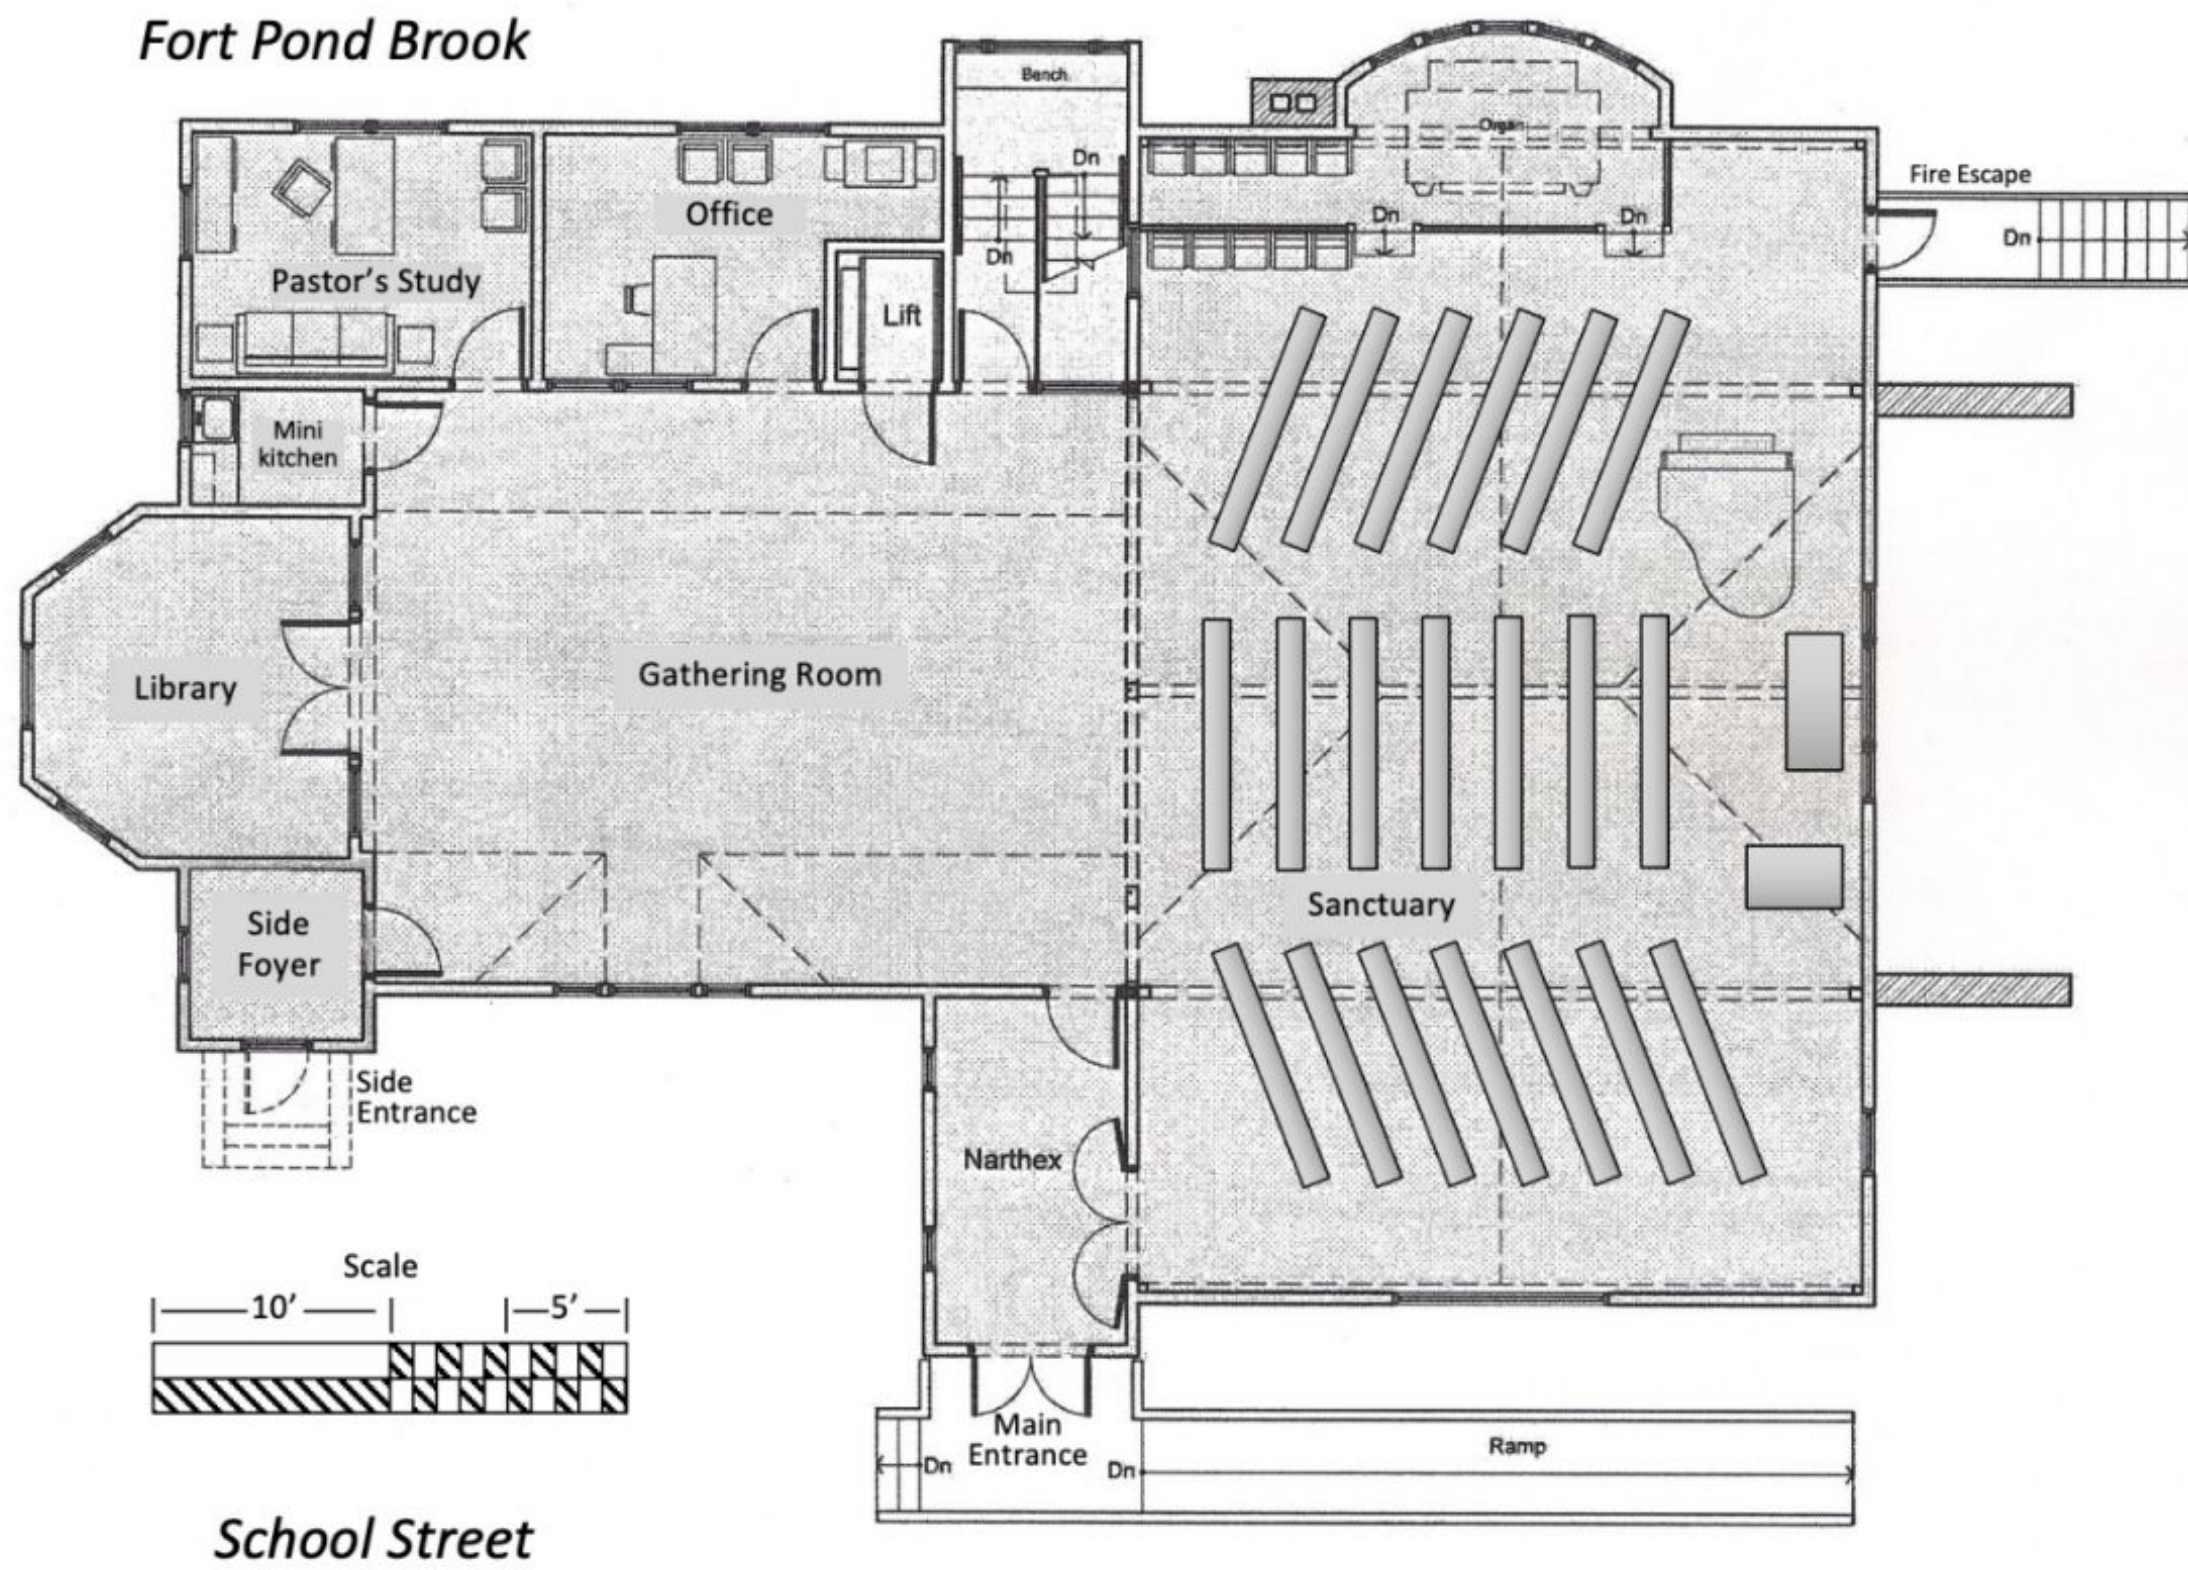 Fort Pond Brook
Bench
Organ
Dn
Fire Escape
Office
Dn
Dn
Dn
Pastor's Study
Dn
Lift
Mini
kitchen
Library
Gathering Room
Sanctuary
Side
Foyer
Side
Entrance
Narthex
Scale
10’
5’
Main
Entrance
Ramp
Dn
Dn
School Street